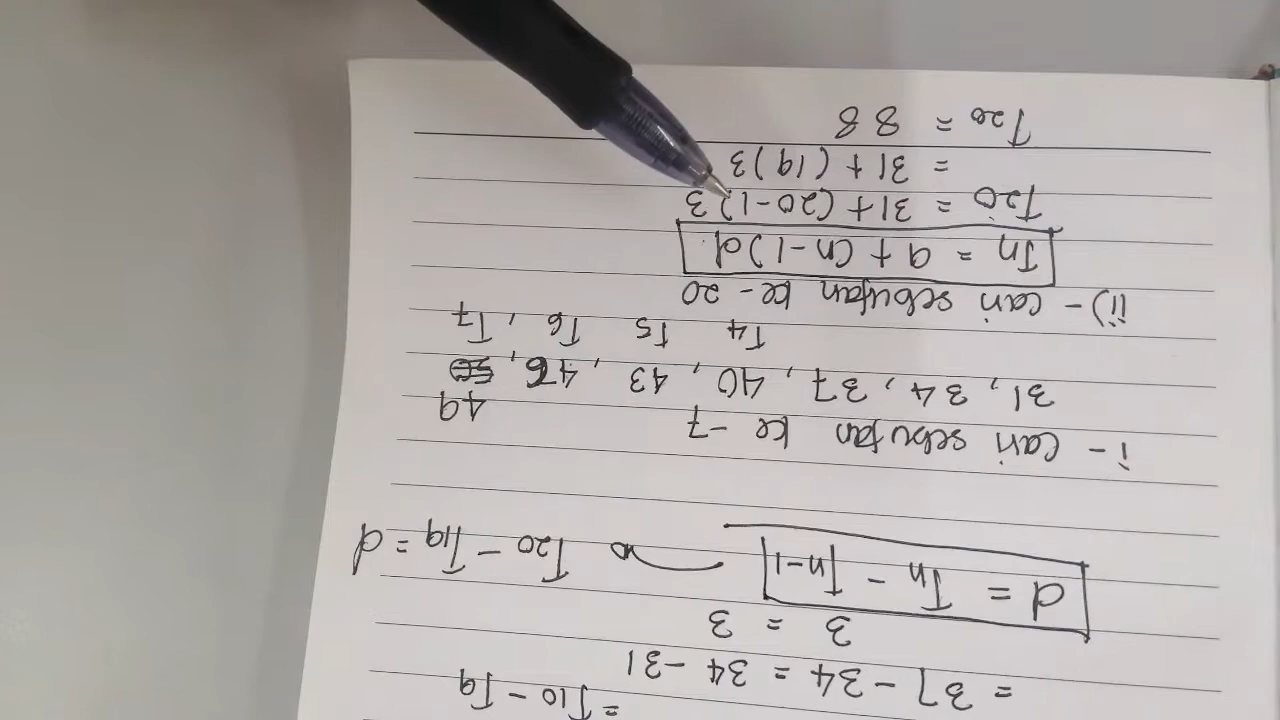 = T10 - T9
= 37 - 34 = 34 - 31
3 = 3
d = Tn - Tn-1 T20 - T19 = d
i - Cari sebutan ke -7
49
31, 34, 37, 40, 43, 46,
T4 T5 T6, T7
ii) - Cari sebutan ke - 20
Tn = a + (n-1)d
T20 = 31 + (20-1)3
= 31 + (19)3
T20 = 88